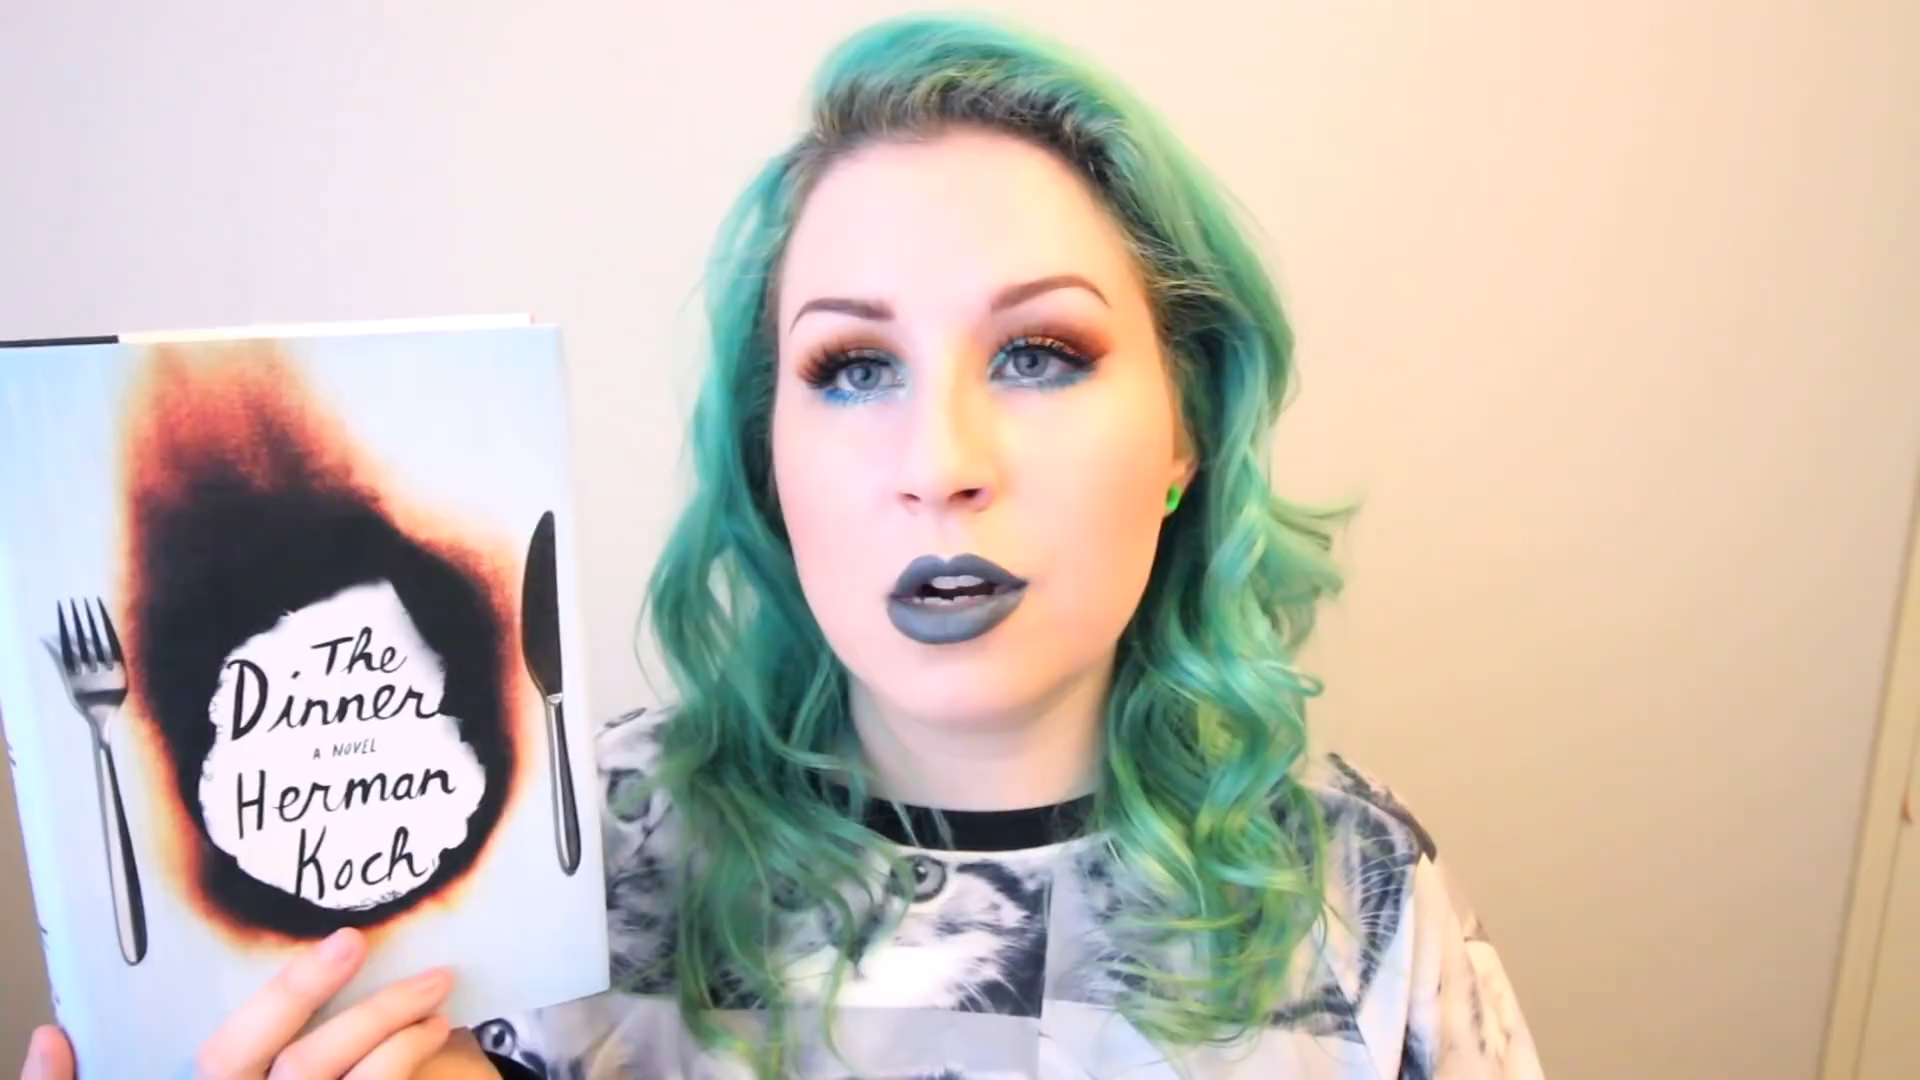 The
Dinner
A NOVEL
Herman
Koch